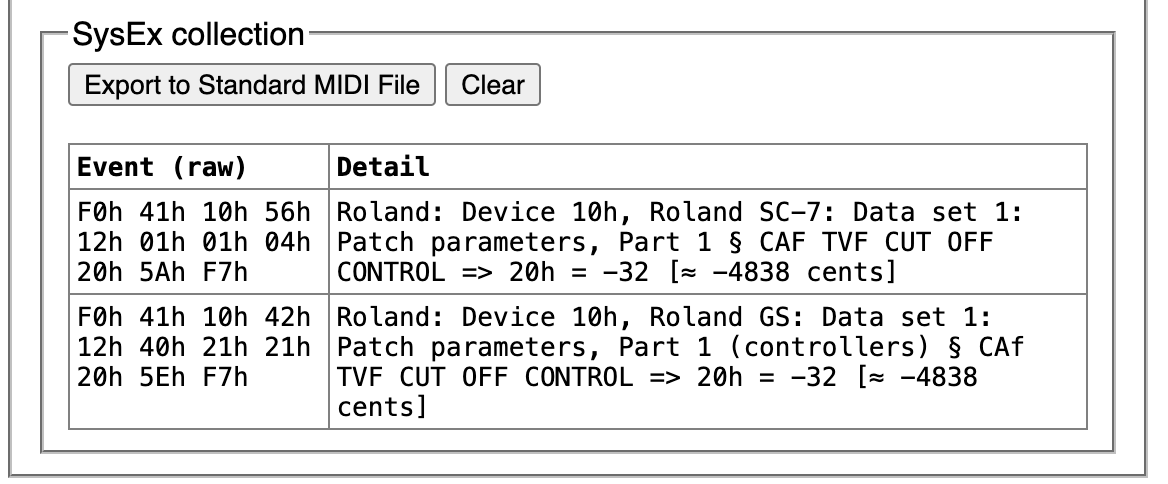 SysEx collection
Export to Standard MIDI File Clear
Event (raw) Detail
F0h 41h 10h 56h Roland: Device 10h, Roland SC-7: Data set 1:
12h 01h 01h 04h Patch parameters, Part 1 § CAF TVF CUT OFF
20h 5Ah F7h CONTROL => 20h = −32 [≈ −4838 cents]
F0h 41h 10h 42h Roland: Device 10h, Roland GS: Data set 1:
12h 40h 21h 21h Patch parameters, Part 1 (controllers) § CAf
20h 5Eh F7h TVF CUT OFF CONTROL => 20h = −32 [≈ −4838
cents]